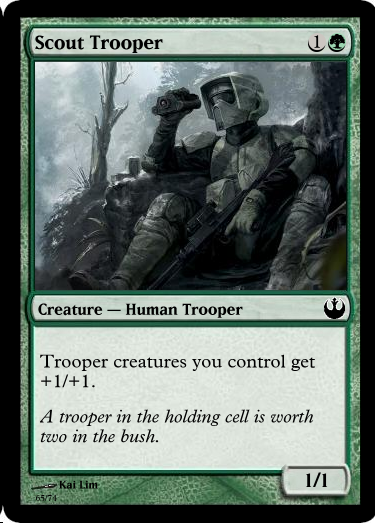 Scout Trooper 1
Creature — Human Trooper
Trooper creatures you control get
+1/+1.
A trooper in the holding cell is worth
two in the bush.
Kai Lim
65/74
1/1